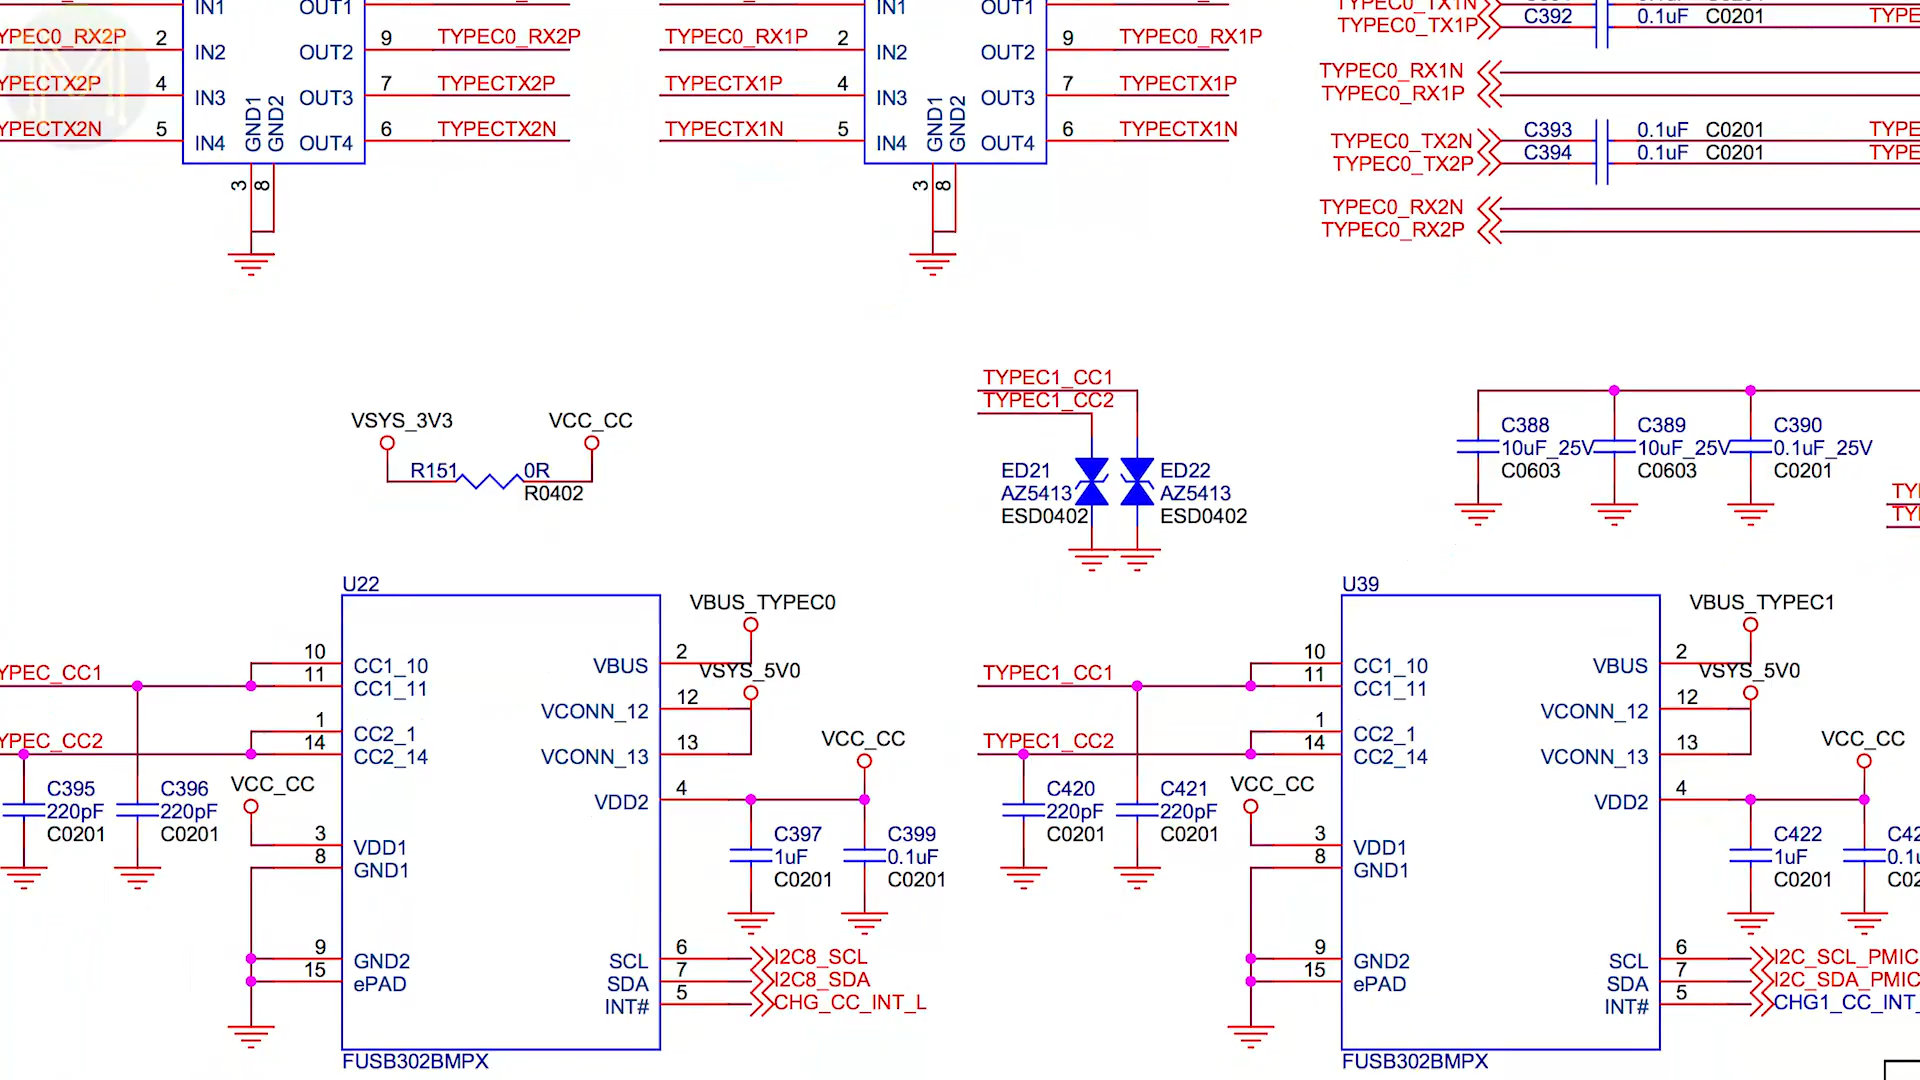 IN1 OUT1 IN1 OUT1 TYPEC0_TX1N
C392 0.1uF C0201
TYPEC0_TX1P
YPEC0_RX2P 2 IN2 OUT2 9 TYPEC0_RX2P
TYPEC0_RX1P 2 IN2 OUT2 9 TYPEC0_RX1P
YPECTX2P 4 IN3 OUT3 7 TYPECTX2P
TYPECTX1P 4 IN3 OUT3 7 TYPECTX1P
YPECTX2N 5 IN4 OUT4 6 TYPECTX2N
TYPECTX1N 5 IN4 OUT4 6 TYPECTX1N
GND1 GND2
GND1 GND2
3 8
3 8
TYPEC0_RX1N
TYPEC0_RX1P
C393 0.1uF C0201
TYPEC0_TX2N
C394 0.1uF C0201
TYPEC0_TX2P
TYPEC0_RX2N
TYPEC0_RX2P
VSYS_3V3 VCC_CC
R151 0R
R0402
TYPEC1_CC1
TYPEC1_CC2
ED21
AZ5413
ESD0402
ED22
AZ5413
ESD0402
C388
10uF_25V
C0603
C389
10uF_25V
C0603
C390
0.1uF_25V
C0201
U22
VBUS_TYPEC0
YPEC_CC1
10 CC1_10 VBUS 2
11 CC1_11
VSYS_5V0
VCONN_12 12
YPEC_CC2
1 CC2_1
14 CC2_14 VCONN_13 13
VCC_CC
VCC_CC
C395
220pF
C0201
C396
220pF
C0201
VDD2 4
3 VDD1
8 GND1
C397
1uF
C0201
C399
0.1uF
C0201
9 GND2
15 ePAD
SCL 6 I2C8_SCL
SDA 7 I2C8_SDA
INT# 5 CHG_CC_INT_L
FUSB302BMPX
U39
VBUS_TYPEC1
TYPEC1_CC1
10 CC1_10 VBUS 2
11 CC1_11
VSYS_5V0
VCONN_12 12
TYPEC1_CC2
1 CC2_1
14 CC2_14 VCONN_13 13
VCC_CC
VCC_CC
C420
220pF
C0201
C421
220pF
C0201
VDD2 4
3 VDD1
8 GND1
C422
1uF
C0201
9 GND2
15 ePAD
SCL 6 I2C_SCL_PMIC
SDA 7 I2C_SDA_PMIC
INT# 5 CHG1_CC_INT_
FUSB302BMPX